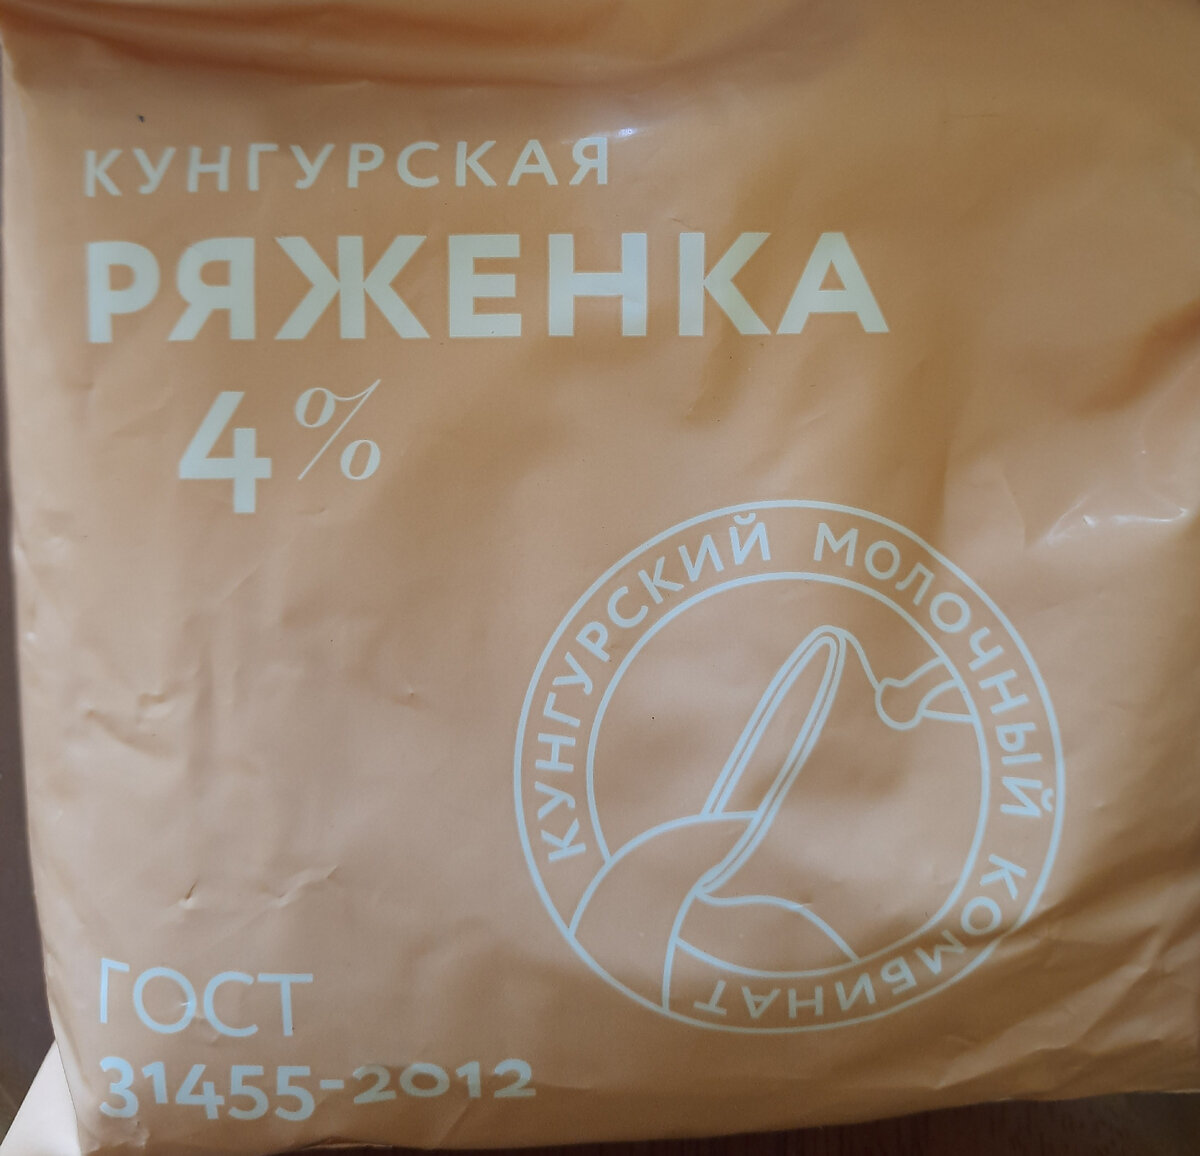 КУНГУРСКАЯ
РЯЖЕНКА
4%
КУНГУРСКИЙ МОЛОЧНЫЙ КОМБИНАТ
ГОСТ
31455-2012